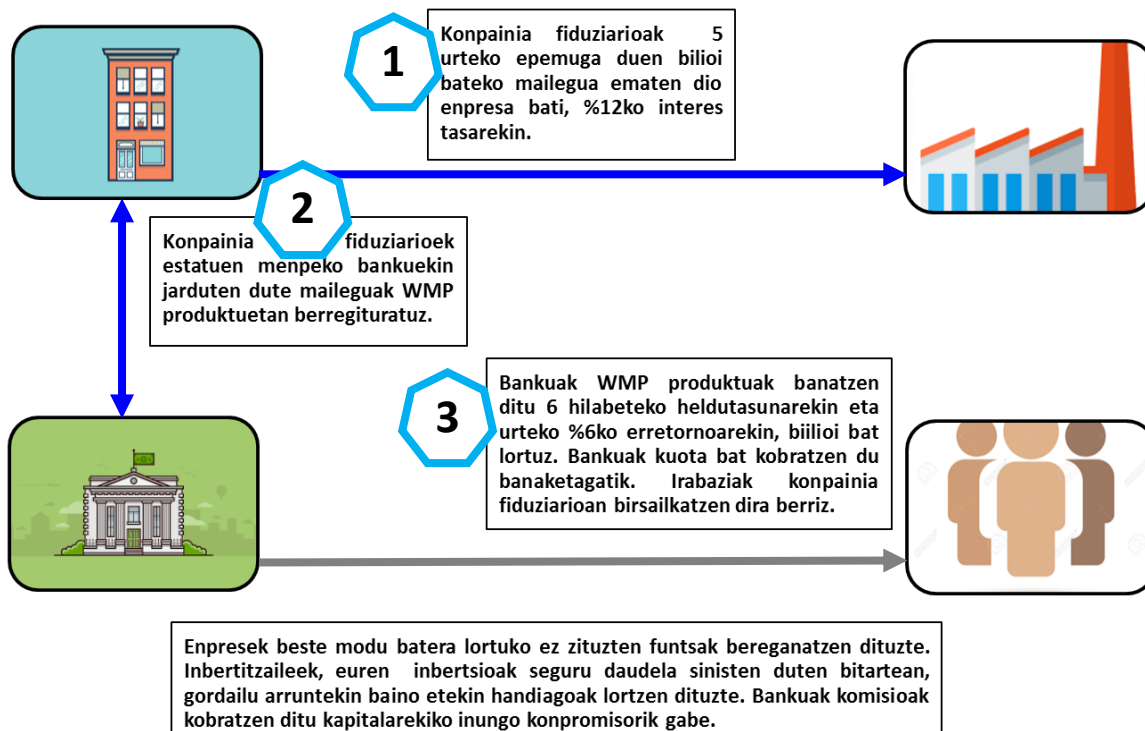 1
Konpainia fiduziarioak 5
urteko epemuga duen bilioi
bateko mailegua ematen dio
enpresa bati, %12ko interes
tasarekin.
2
Konpainia fiduziarioek
estatuen menpeko bankuekin
jarduten dute maileguak WMP
produktuetan berregituratuz.
3
Bankuak WMP produktuak banatzen
ditu 6 hilabeteko heldutasunarekin eta
urteko %6ko erretornoarekin, biilioi bat
lortuz. Bankuak kuota bat kobratzen du
banaketagatik. Irabaziak konpainia
fiduziarioan birsailkatzen dira berriz.
Enpresek beste modu batera lortuko ez zituzten funtsak bereganatzen dituzte.
Inbertitzaileek, euren inbertsioak seguru daudela sinisten duten bitartean,
gordailu arruntekin baino etekin handiagoak lortzen dituzte. Bankuak komisioak
kobratzen ditu kapitalarekiko inungo konpromisorik gabe.